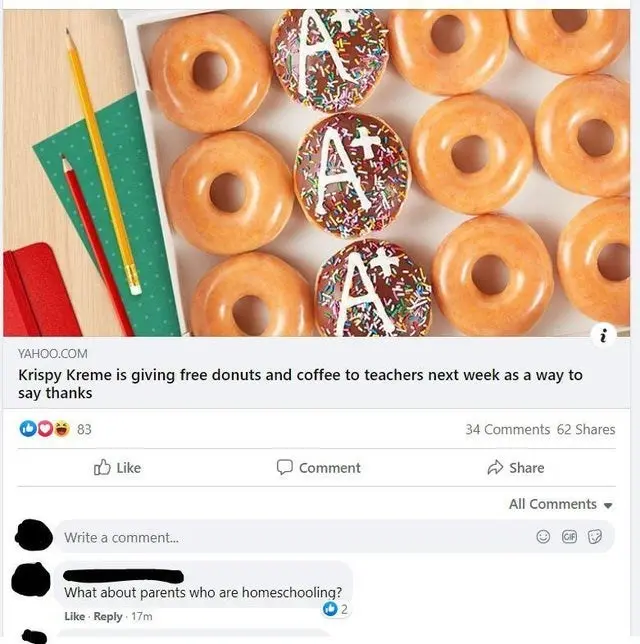 A+
A+
A+
i
YAHOO.COM
Krispy Kreme is giving free donuts and coffee to teachers next week as a way to
say thanks
83
34 Comments 62 Shares
Like Comment Share
All Comments
Write a comment...
GIF
What about parents who are homeschooling?
Like · Reply · 17m
2